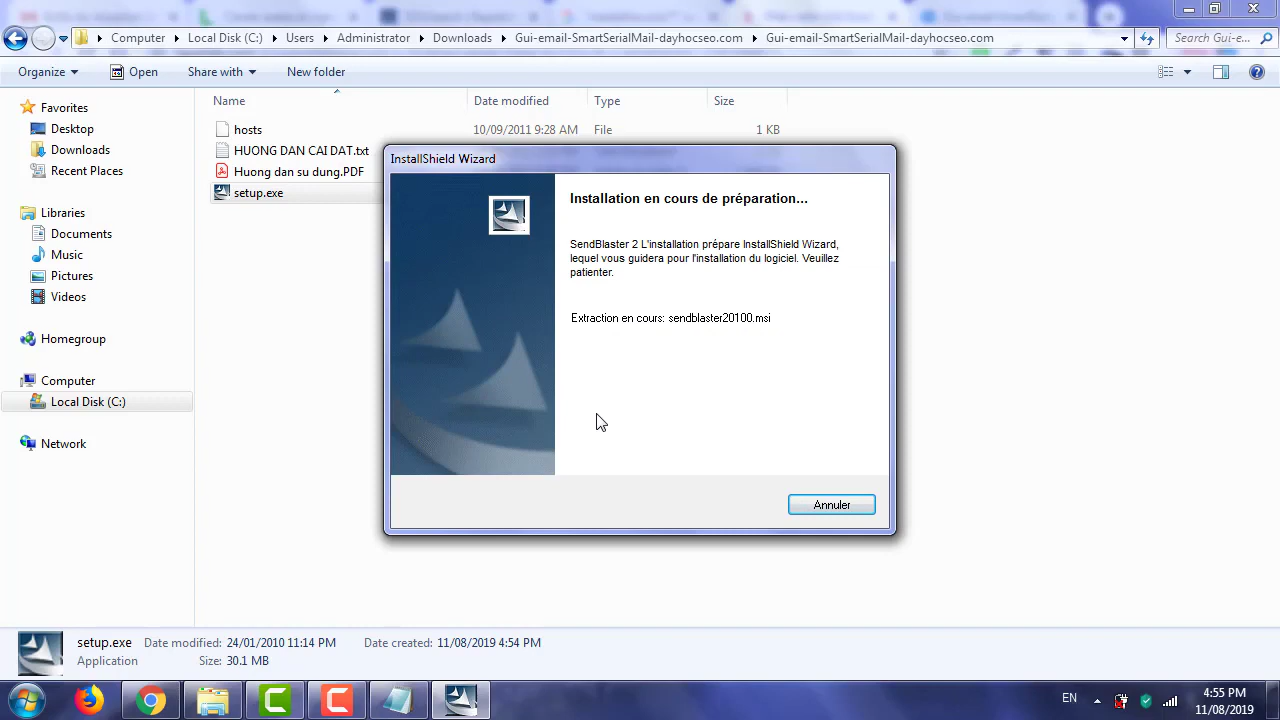 Computer Local Disk (C:) Users Administrator Downloads Gui-email-SmartSerialMail-dayhocseo.com Gui-email-SmartSerialMail-dayhocseo.com Search Gui-e...
Organize Open Share with New folder
Favorites
Desktop
Downloads
Recent Places
Libraries
Documents
Music
Pictures
Videos
Homegroup
Computer
Local Disk (C:)
Network
Name Date modified Type Size
hosts 10/09/2011 9:28 AM File 1 KB
HUONG DAN CAI DAT.txt
Huong dan su dung.PDF
setup.exe
InstallShield Wizard
Installation en cours de préparation...
SendBlaster 2 L'installation prépare InstallShield Wizard,
lequel vous guidera pour l'installation du logiciel. Veuillez
patienter.
Extraction en cours: sendblaster20100.msi
Annuler
setup.exe Date modified: 24/01/2010 11:14 PM Date created: 11/08/2019 4:54 PM
Application Size: 30.1 MB
EN
4:55 PM
11/08/2019